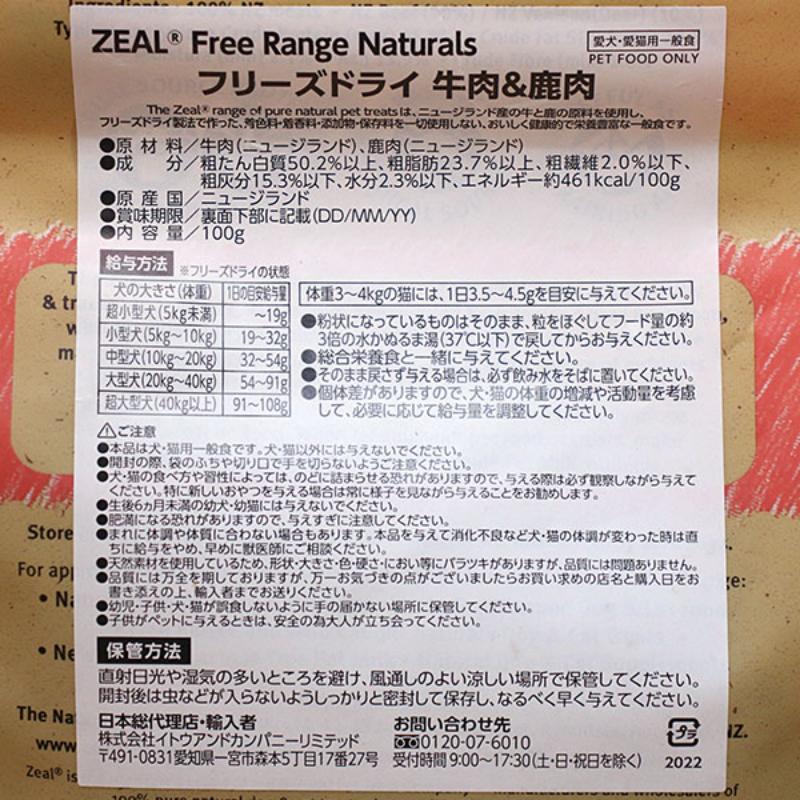 ZEAL® Free Range Naturals
愛犬・愛猫用一般食
PET FOOD ONLY
フリーズドライ 牛肉&鹿肉
The Zeal® range of pure natural pet treatsは、ニュージランド産の牛と鹿の原料を使用し、
フリーズドライ製法で作った、着色料・着香料・添加物・保存料を一切使用しない、おいしく健康的で栄養豊富な一般食です。
●原材料／牛肉(ニュージランド)、鹿肉(ニュージランド)
●成 分／粗たん白質50.2%以上、粗脂肪23.7%以上、粗繊維2.0%以下、
粗灰分15.3%以下、水分2.3%以下、エネルギー約461kcal/100g
●原産国／ニュージランド
●賞味期限／裏面下部に記載(DD/MM/YY)
●内容量／100g
給与方法 ※フリーズドライの状態
犬の大きさ(体重) 1日の目安給与量
超小型犬(5kg未満) ～19g
小型犬(5kg～10kg) 19～32g
中型犬(10kg～20kg) 32～54g
大型犬(20kg～40kg) 54～91g
超大型犬(40kg以上) 91～108g
体重3～4kgの猫には、1日3.5～4.5gを目安に与えてください。
●粉状になっているものはそのまま、粒をほぐしてフード量の約
3倍の水かぬるま湯(37℃以下)で戻してからお与えください。
●総合栄養食と一緒に与えてください。
●そのまま戻さず与える場合は、必ず飲み水をそばに置いてください。
●個体差がありますので、犬・猫の体重の増減や活動量を考慮
して、必要に応じて給与量を調整してください。
⚠ご注意
●本品は犬・猫用一般食です。犬・猫以外には与えないでください。
●開封の際、袋のふちや切り口で手を切らないようご注意ください。
●犬・猫の食べ方や習性によっては、のどに詰まらせる恐れがありますので、与える際は必ず観察しながら与えて
ください。特に新しいおやつを与える場合は常に様子を見ながら与えることをお勧めします。
●生後6ヵ月未満の幼犬・幼猫には与えないでください。
●肥満になる恐れがありますので、与えすぎに注意してください。
●まれに体調や体質に合わない場合もあります。本品を与えて消化不良など犬・猫の体調が変わった時は直
ちに給与をやめ、早めに獣医師にご相談ください。
●天然素材を使用しているため、形状・大きさ・色・硬さ・におい等にバラツキがありますが、品質には問題ありません。
●品質には万全を期しておりますが、万一お気づきの点がございましたらお買い求めの店名と購入日をお
書き添えの上、輸入者までお送りください。
●幼児・子供・犬・猫が誤食しないように手の届かない場所に保管してください。
●子供がペットに与えるときは、安全の為大人が立ち会ってください。
保管方法
直射日光や湿気の多いところを避け、風通しのよい涼しい場所で保管してください。
開封後は虫などが入らないようしっかりと密封して保存し、なるべく早く与えてください。
日本総代理店・輸入者
株式会社イトウアンドカンパニーリミテッド
〒491-0831愛知県一宮市森本5丁目17番27号
お問い合わせ先
0120-07-6010
受付時間 9:00～17:30(土・日・祝日を除く)
プラ
2022
Store
For app
The Na
www
Zeal® is
NZ.